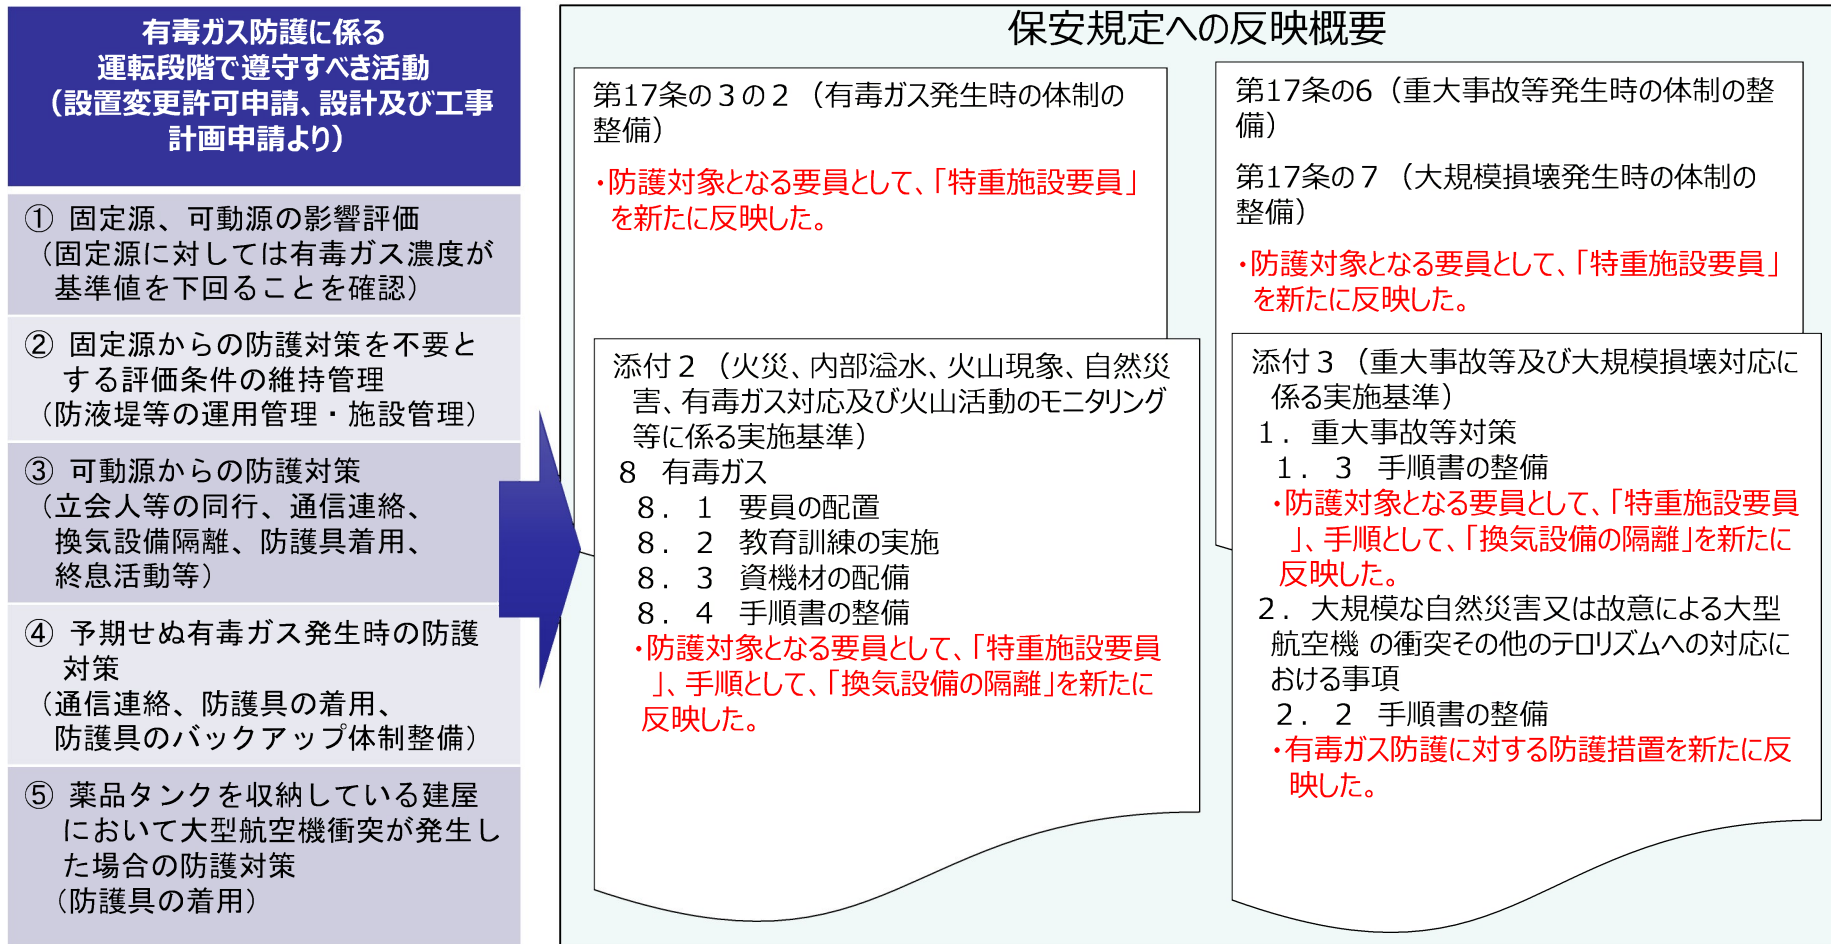 有毒ガス防護に係る
運転段階で遵守すべき活動
（設置変更許可申請、設計及び工事
計画申請より）
① 固定源、可動源の影響評価
（固定源に対しては有毒ガス濃度が
基準値を下回ることを確認）
② 固定源からの防護対策を不要と
する評価条件の維持管理
（防液堤等の運用管理・施設管理）
③ 可動源からの防護対策
（立会人等の同行、通信連絡、
換気設備隔離、防護具着用、
終息活動等）
④ 予期せぬ有毒ガス発生時の防護
対策
（通信連絡、防護具の着用、
防護具のバックアップ体制整備）
⑤ 薬品タンクを収納している建屋
において大型航空機衝突が発生し
た場合の防護対策
（防護具の着用）
保安規定への反映概要
第17条の３の２（有毒ガス発生時の体制の
整備）
・防護対象となる要員として、「特重施設要員」
を新たに反映した。
添付２（火災、内部溢水、火山現象、自然災
害、有毒ガス対応及び火山活動のモニタリング
等に係る実施基準）
８ 有毒ガス
８．１ 要員の配置
８．２ 教育訓練の実施
８．３ 資機材の配備
８．４ 手順書の整備
・防護対象となる要員として、「特重施設要員
」、手順として、「換気設備の隔離」を新たに
反映した。
第17条の6（重大事故等発生時の体制の整
備）
第17条の７（大規模損壊発生時の体制の
整備）
・防護対象となる要員として、「特重施設要員」
を新たに反映した。
添付３（重大事故等及び大規模損壊対応に
係る実施基準）
１．重大事故等対策
１．３ 手順書の整備
・防護対象となる要員として、「特重施設要員
」、手順として、「換気設備の隔離」を新たに
反映した。
２．大規模な自然災害又は故意による大型
航空機 の衝突その他のテロリズムへの対応に
おける事項
２．２ 手順書の整備
・有毒ガス防護に対する防護措置を新たに反
映した。